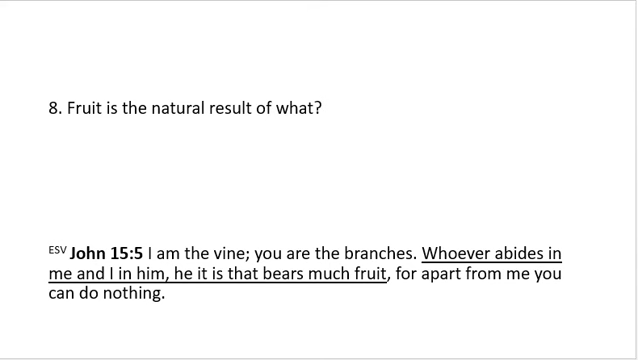 8. Fruit is the natural result of what?
ESV John 15:5 I am the vine; you are the branches. Whoever abides in
me and I in him, he it is that bears much fruit, for apart from me you
can do nothing.